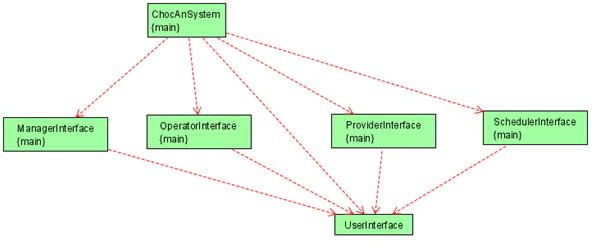 ChocAnSystem
{main}
ManagerInterface
{main}
OperatorInterface
{main}
ProviderInterface
{main}
SchedulerInterface
{main}
UserInterface